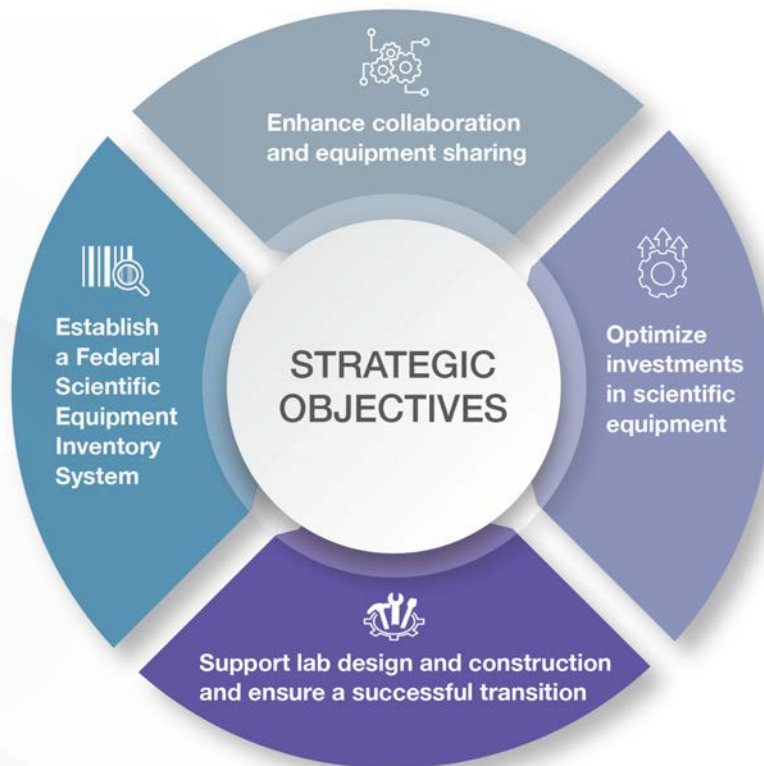 Enhance collaboration
and equipment sharing
Establish
a Federal
Scientific
Equipment
Inventory
System
STRATEGIC
OBJECTIVES
Optimize
investments
in scientific
equipment
Support lab design and construction
and ensure a successful transition